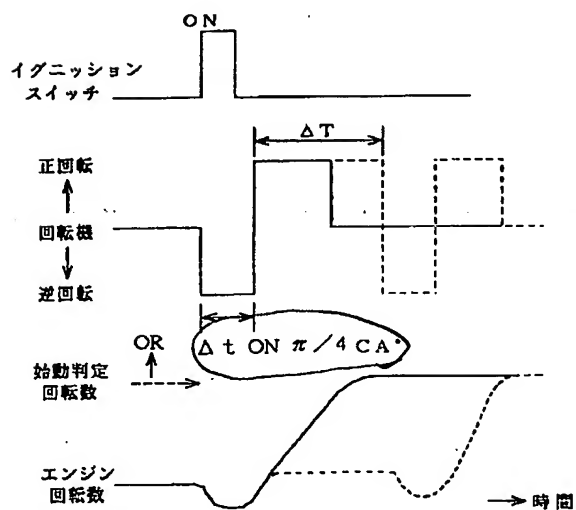 ON
イグニッション
スイッチ
ΔT
正回転
回転機
逆回転
Δt ON π/4 CA°
OR
始動判定
回転数
エンジン
回転数
時間